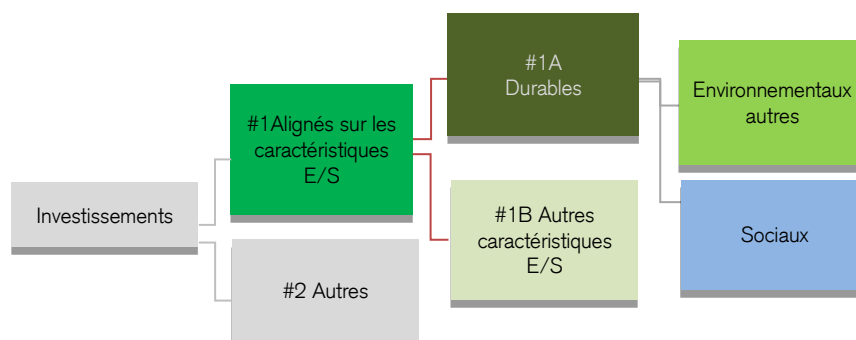 Investissements
#1Alignés sur les
caractéristiques
E/S
#2 Autres
#1A
Durables
#1B Autres
caractéristiques
E/S
Environnementaux
autres
Sociaux